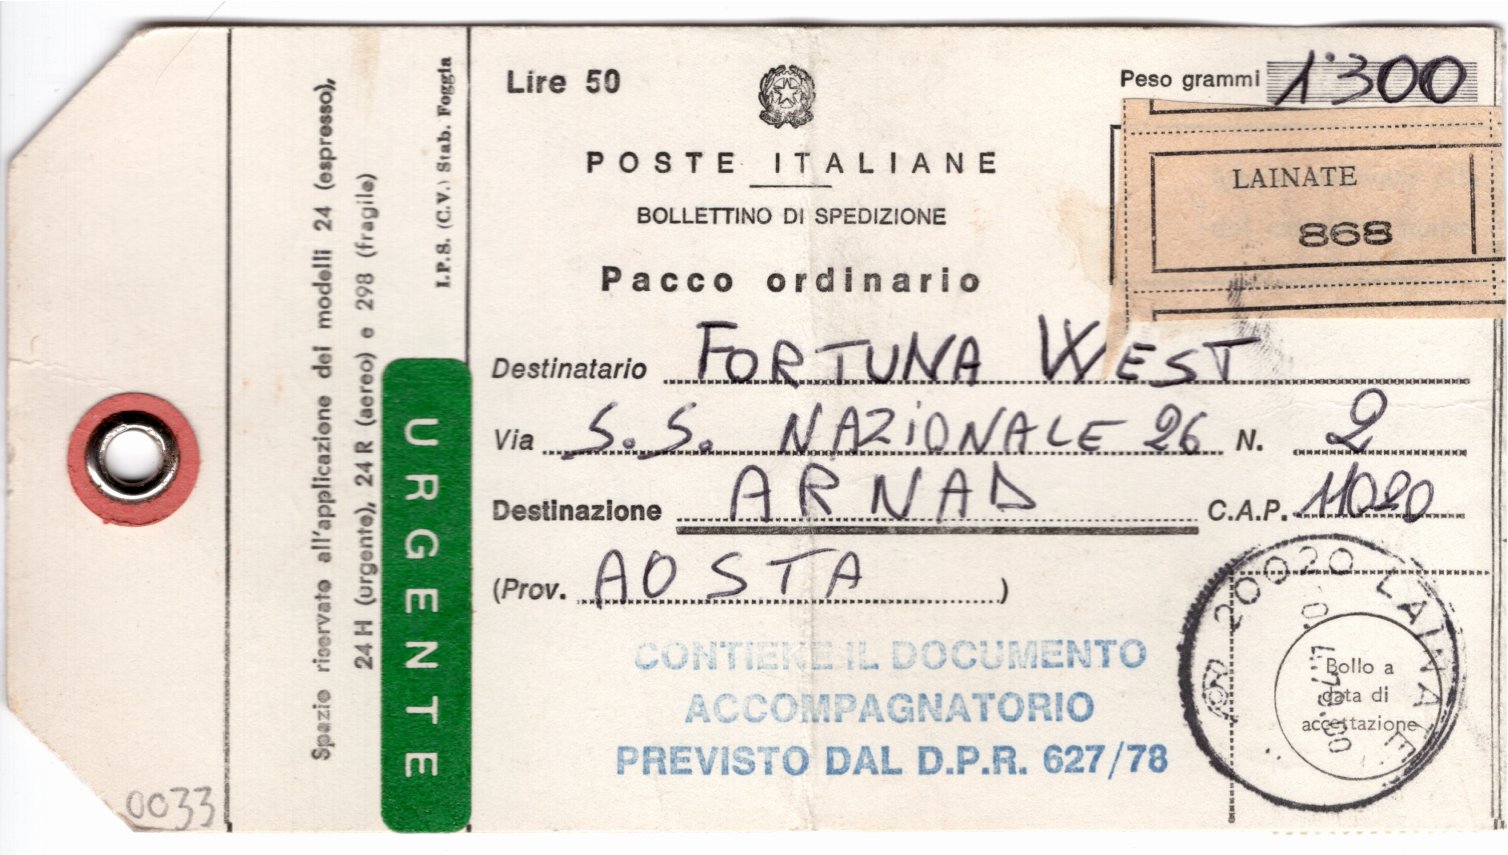 Lire 50
Peso grammi 1'300
POSTE ITALIANE
BOLLETTINO DI SPEDIZIONE
Pacco ordinario
LAINATE
868
Destinatario FORTUNA WEST
Via S.S. NAZIONALE 26 N. 2
Destinazione ARNAD C.A.P. 11020
(Prov. AOSTA )
CONTIENE IL DOCUMENTO
ACCOMPAGNATORIO
PREVISTO DAL D.P.R. 627/78
20020 LAINATE
Bollo a
data di
accettazione
URGENTE
I.P.S. (C.V.) Stab. Foggia
Spazio riservato all'applicazione dei modelli 24 (espresso),
24 H (urgente), 24 R (aereo) e 298 (fragile)
0033